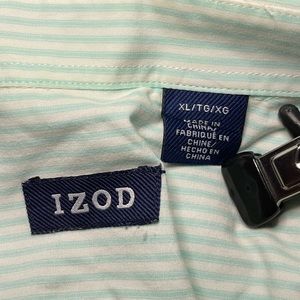 XL/TG/XG
MADE IN
CHINA/
FABRIQUÉ EN
CHINE/
HECHO EN
CHINA
IZOD